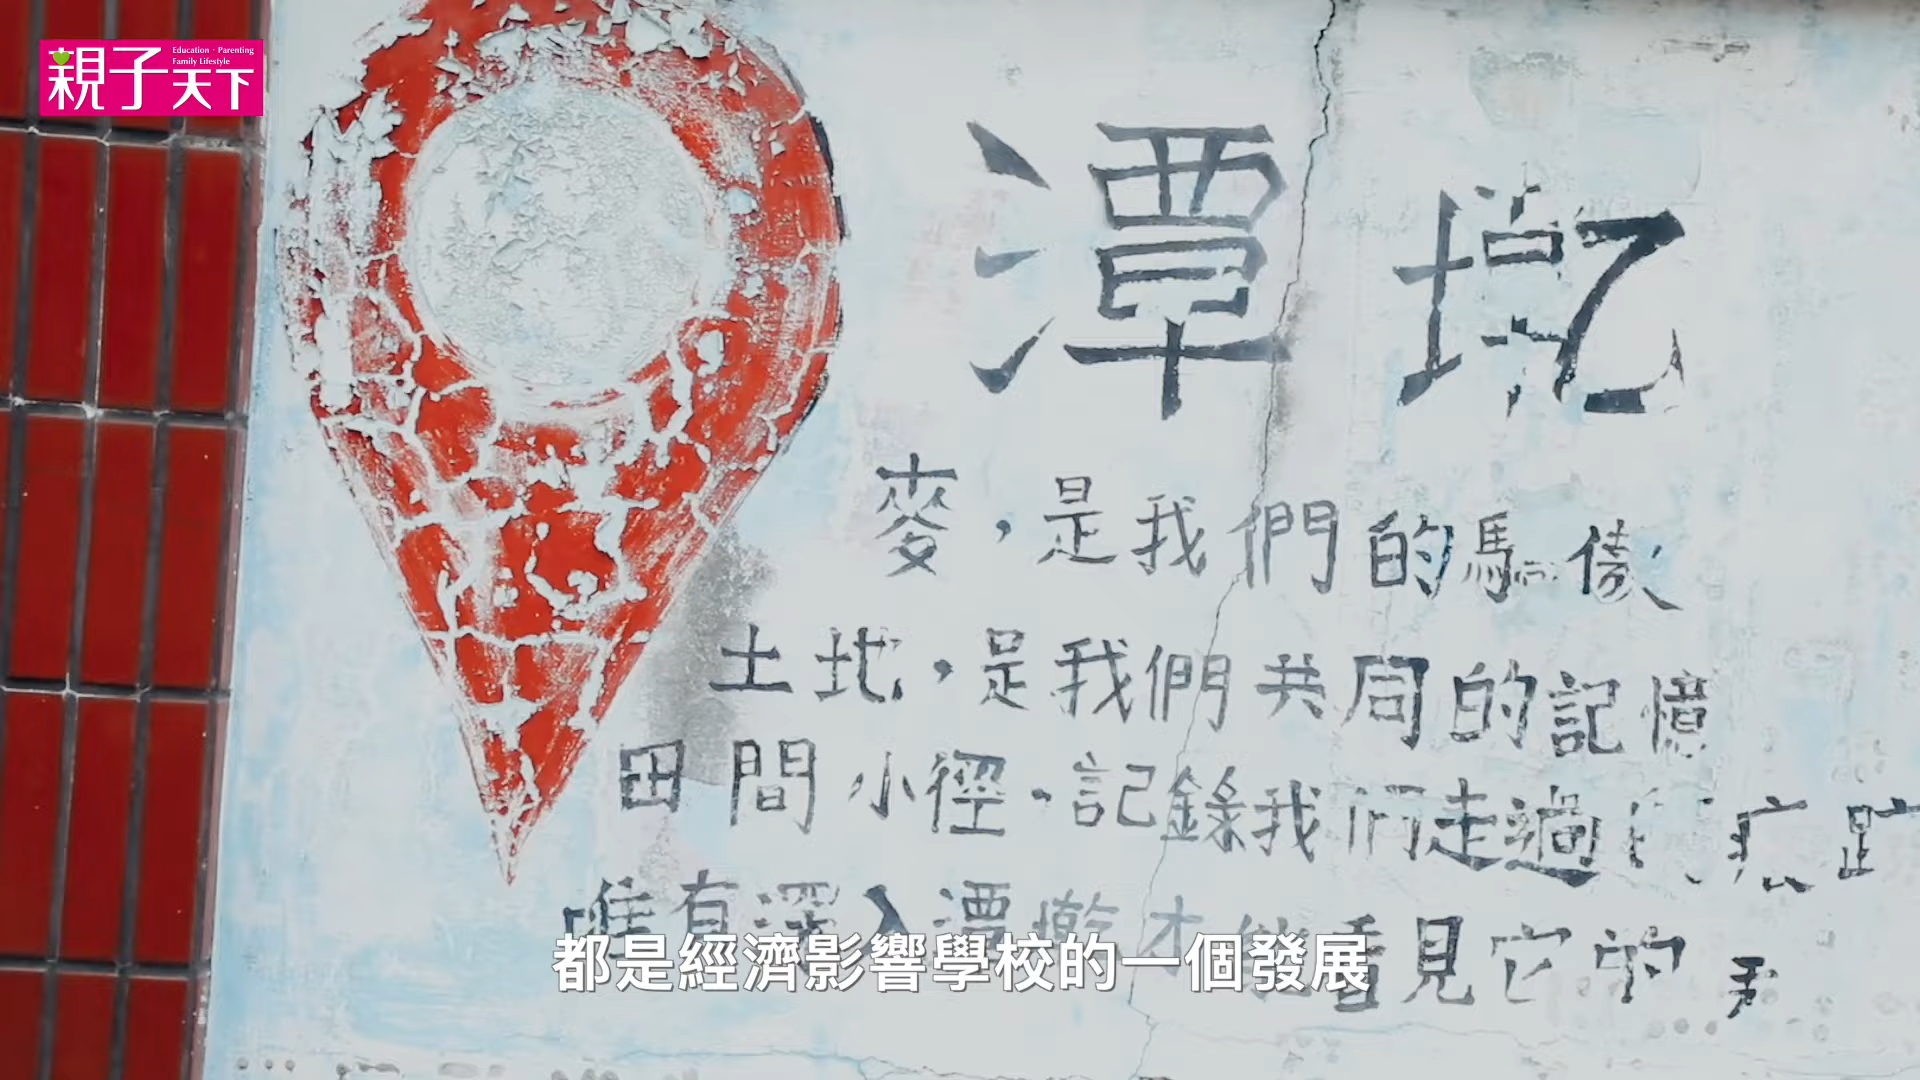 親子天下
Education · Parenting
Family Lifestyle
潭墘
麥，是我們的驕傲
土地，是我們共同的記憶
田間小徑，記錄我們走過
唯有深入潭墘才能看見它的
都是經濟影響學校的一個發展